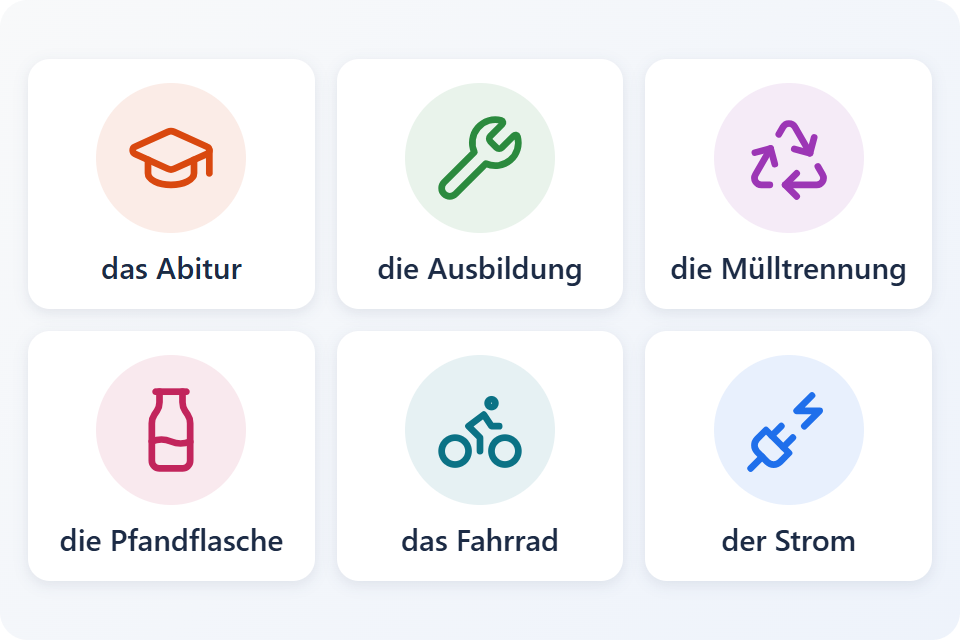 das Abitur
die Ausbildung
die Mülltrennung
die Pfandflasche
das Fahrrad
der Strom